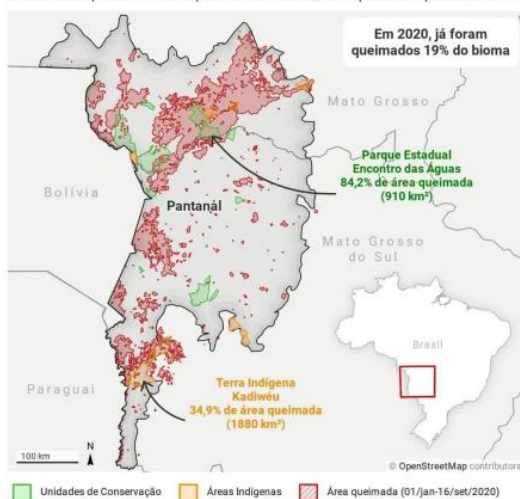 Em 2020, já foram
queimados 19% do bioma
Mato Grosso
Parque Estadual
Encontro das Águas
84,2% de área queimada
(910 km²)
Bolívia
Pantanal
Mato Grosso
do Sul
Brasil
Paraguai
Terra Indígena
Kadiwéu
34,9% de área queimada
(1880 km²)
100 km
N
© OpenStreetMap contributors
Unidades de Conservação
Áreas Indígenas
Área queimada (01/jan-16/set/2020)